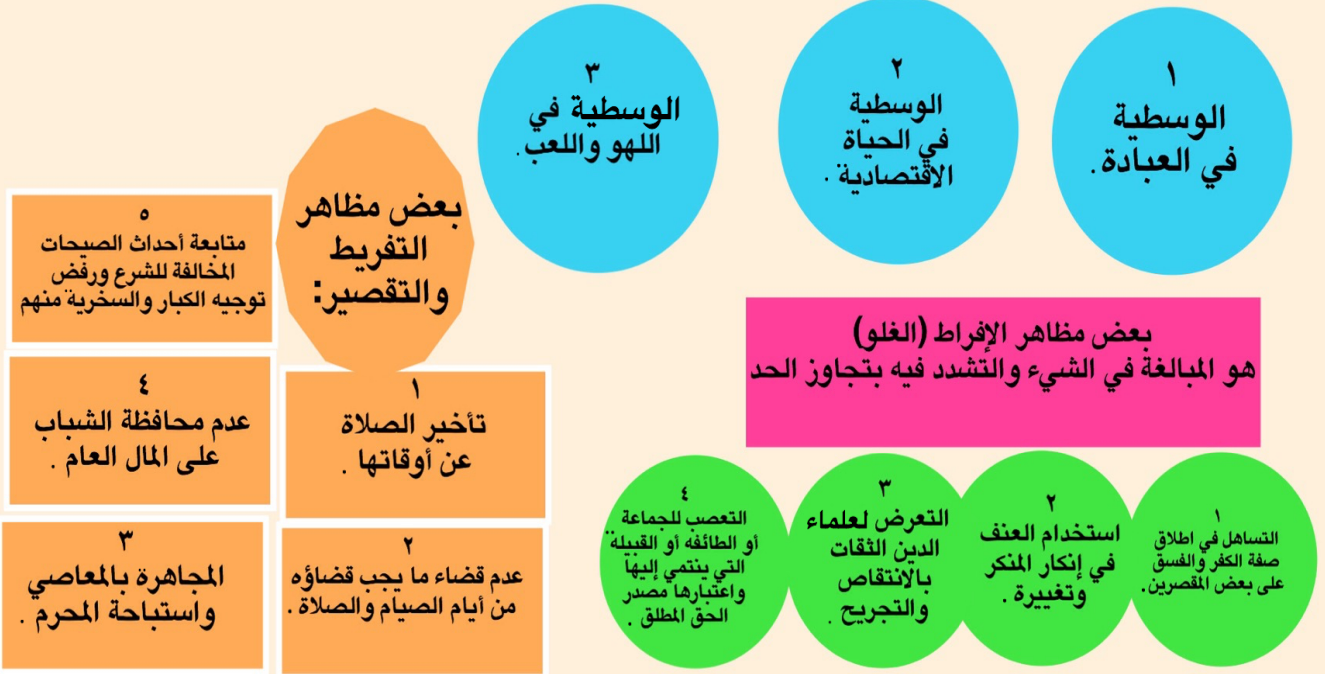 ١
الوسطية
في العبادة .
٢
الوسطية
في الحياة
الاقتصادية .
٣
الوسطية في
اللهو واللعب .
بعض مظاهر الإفراط (الغلو)
هو المبالغة في الشيء والتشدد فيه بتجاوز الحد
١
التساهل في اطلاق
صفة الكفر والفسق
على بعض المقصرين .
٢
استخدام العنف
في إنكار المنكر
وتغييرة .
٣
التعرض لعلماء
الدين الثقات
بالانتقاص
والتجريح .
٤
التعصب للجماعة
أو الطائفه أو القبيلة
التي ينتمي إليها
واعتبارها مصدر
الحق المطلق .
بعض مظاهر
التفريط
والتقصير:
١
تأخير الصلاة
عن أوقاتها .
٢
عدم قضاء ما يجب قضاؤه
من أيام الصيام والصلاة .
٣
المجاهرة بالمعاصي
واستباحة المحرم .
٤
عدم محافظة الشباب
على المال العام .
٥
متابعة أحداث الصيحات
المخالفة للشرع ورفض
توجيه الكبار والسخرية منهم